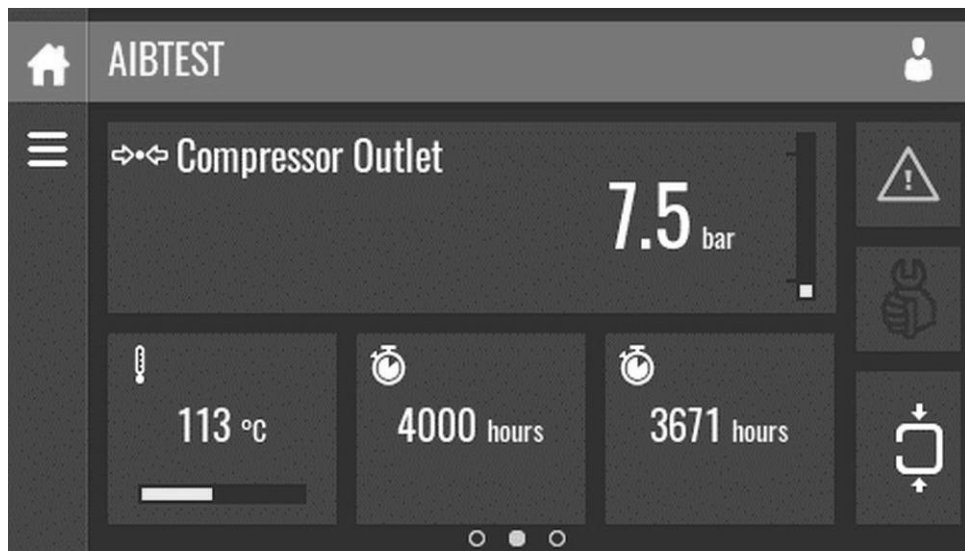 AIBTEST
Compressor Outlet
7.5 bar
113 °C
4000 hours
3671 hours